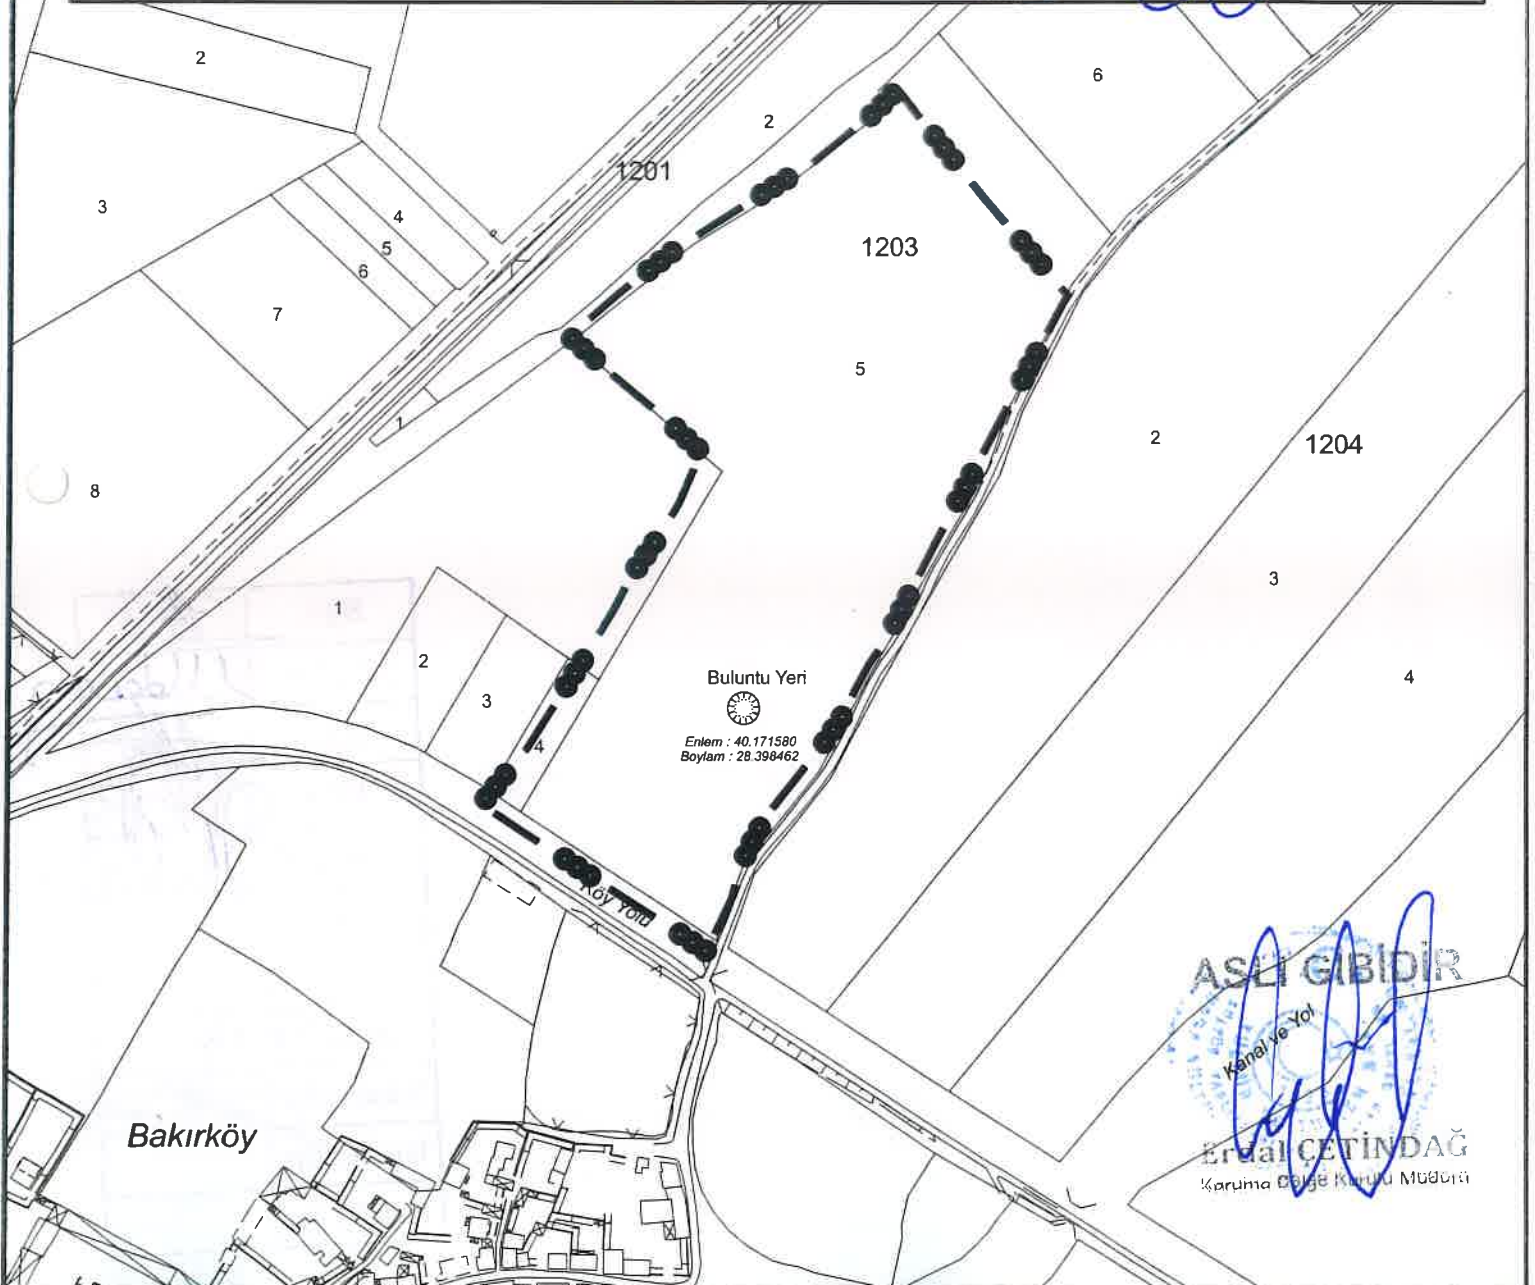 2
6
2
1201
3
4
1203
5
6
7
5
1
2
1204
8
3
1
2
4
3
Buluntu Yeri
4
Enlem : 40.171580
Boylam : 28.398462
Köy Yolu
ASLI GİBİDİR
Kanal ve Yol
Bakırköy
Erdal ÇETİNDAĞ
Koruma Bölge Kurulu Müdürü